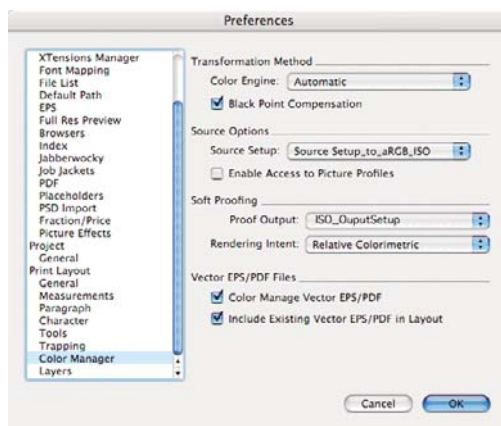 Preferences
XTensions Manager
Font Mapping
File List
Default Path
EPS
Full Res Preview
Browsers
Index
Jabberwocky
Job Jackets
PDF
Placeholders
PSD Import
Fraction/Price
Picture Effects
Project
General
Print Layout
General
Measurements
Paragraph
Character
Tools
Trapping
Color Manager
Layers
Transformation Method
Color Engine: Automatic
Black Point Compensation
Source Options
Source Setup: Source Setup_to_aRGB_ISO
Enable Access to Picture Profiles
Soft Proofing
Proof Output: ISO_OuputSetup
Rendering Intent: Relative Colorimetric
Vector EPS/PDF Files
Color Manage Vector EPS/PDF
Include Existing Vector EPS/PDF in Layout
Cancel
OK